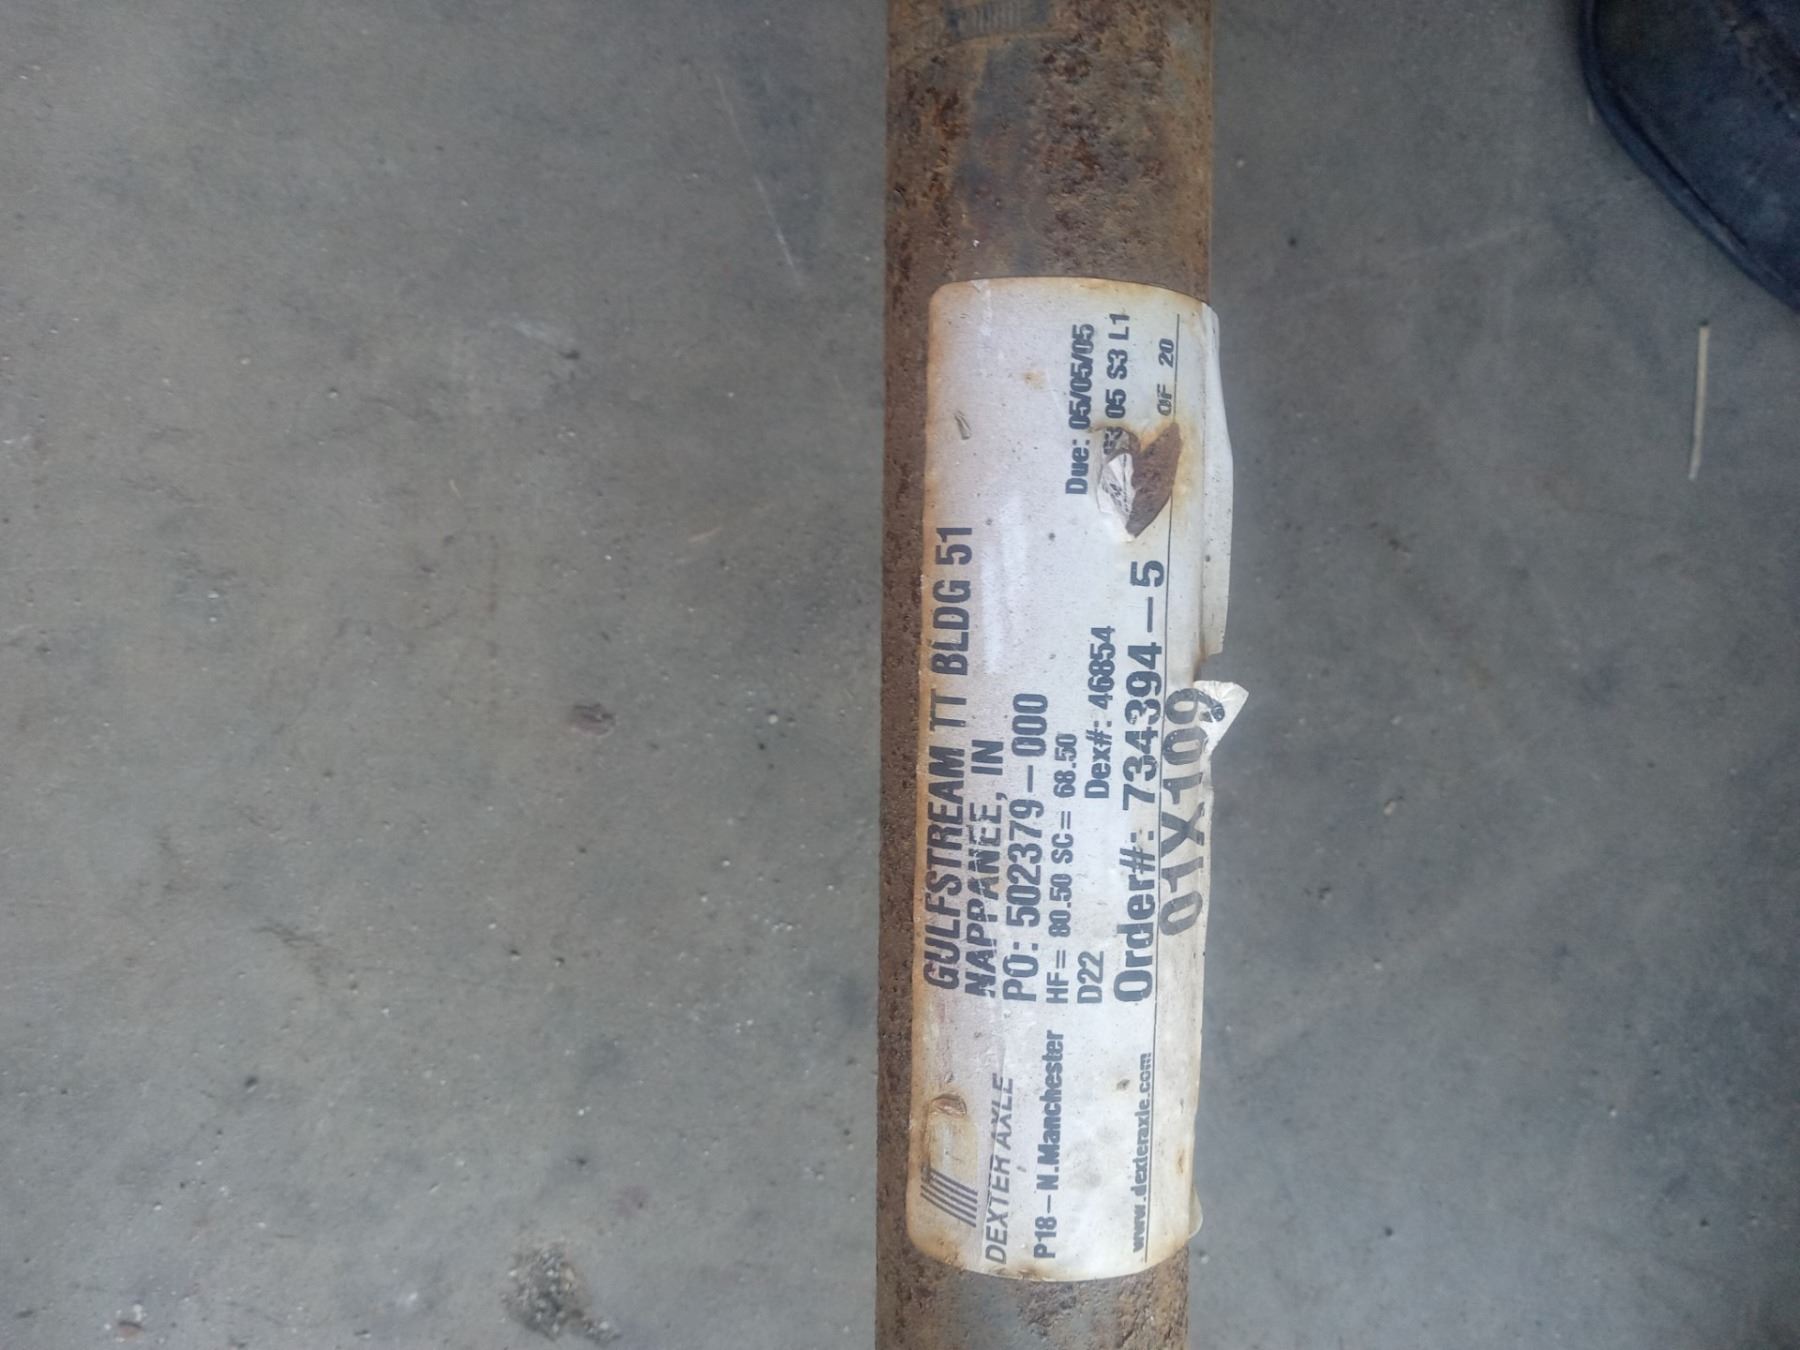 GULFSTREAM TT BLDG 51
NAPPANEE, IN
PO: 502379-000
HF= 80.50 SC= 68.50
D22 Dex#: 46854 Due: 05/05/05
Order#: 734394-5 05 S3 L1
01X109 OF 20
DEXTER AXLE
P18-N.Manchester
www.dexteraxle.com